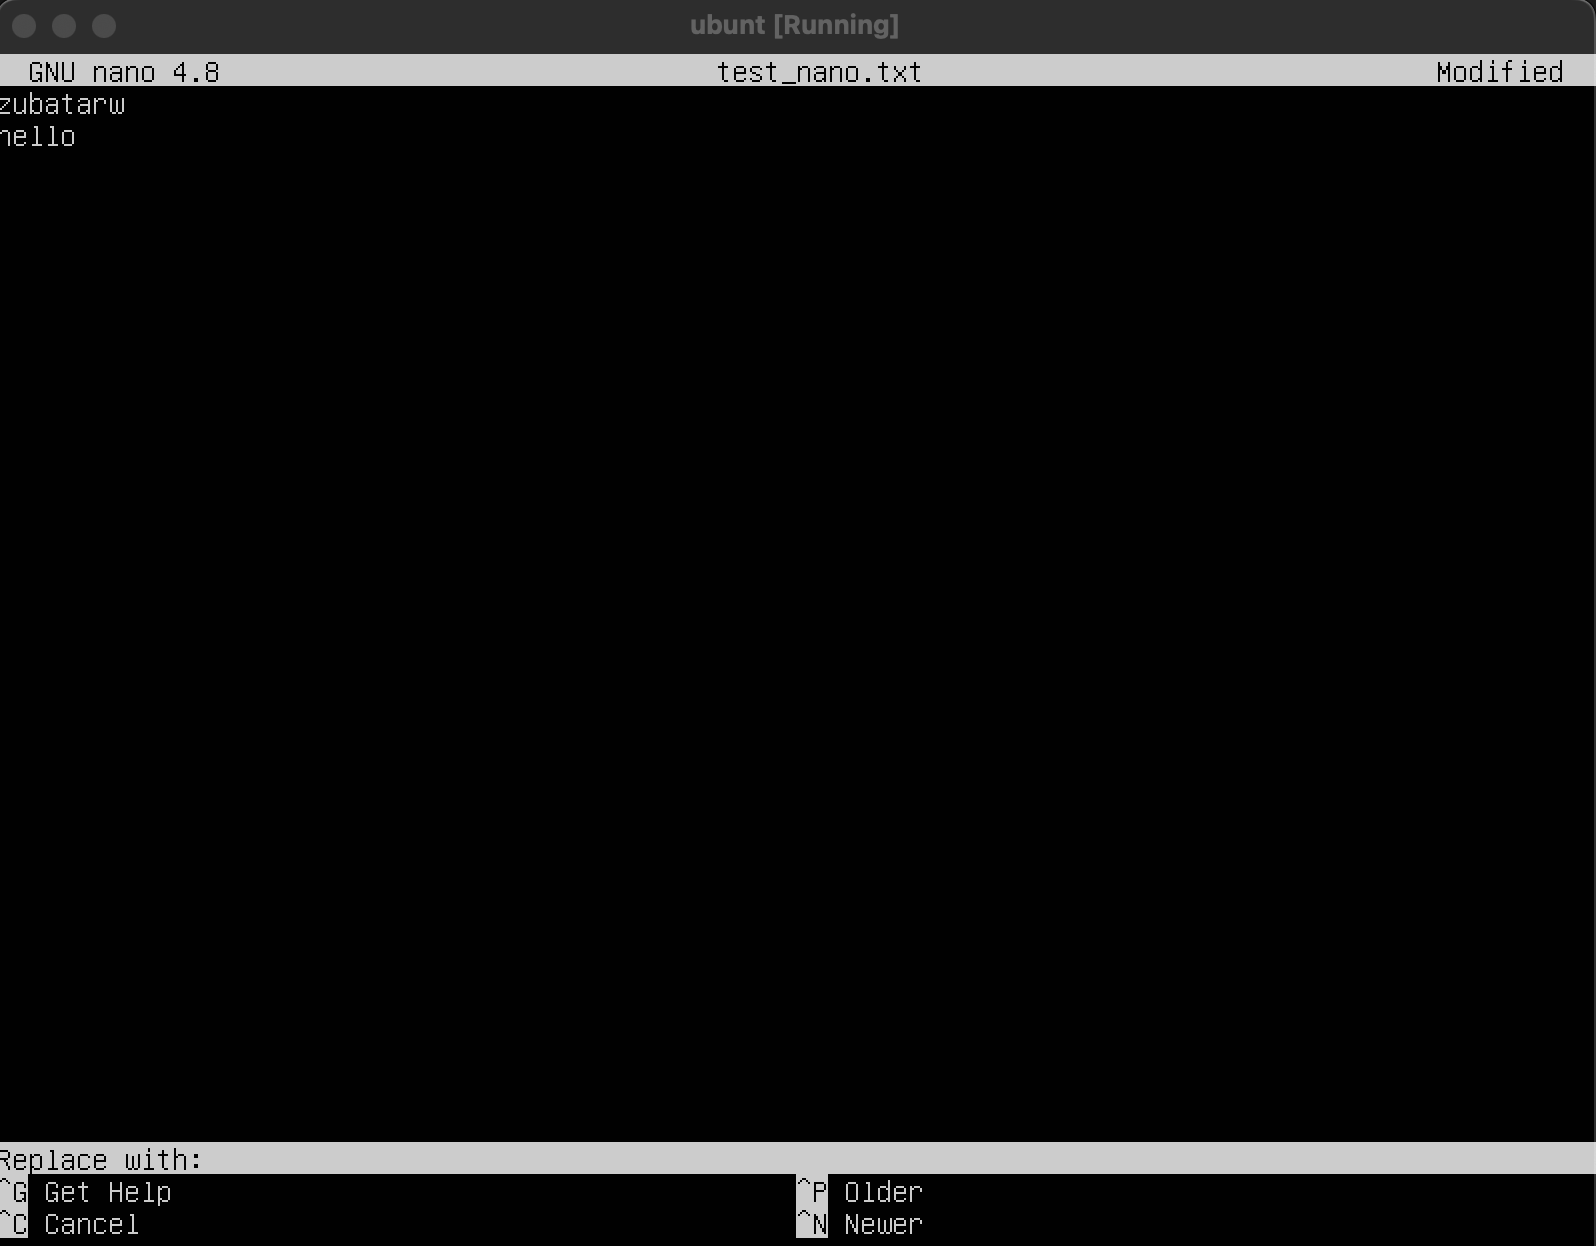 ubunt [Running]
GNU nano 4.8 test_nano.txt Modified
zubatarw
hello
Replace with:
^G Get Help ^P Older
^C Cancel ^N Newer